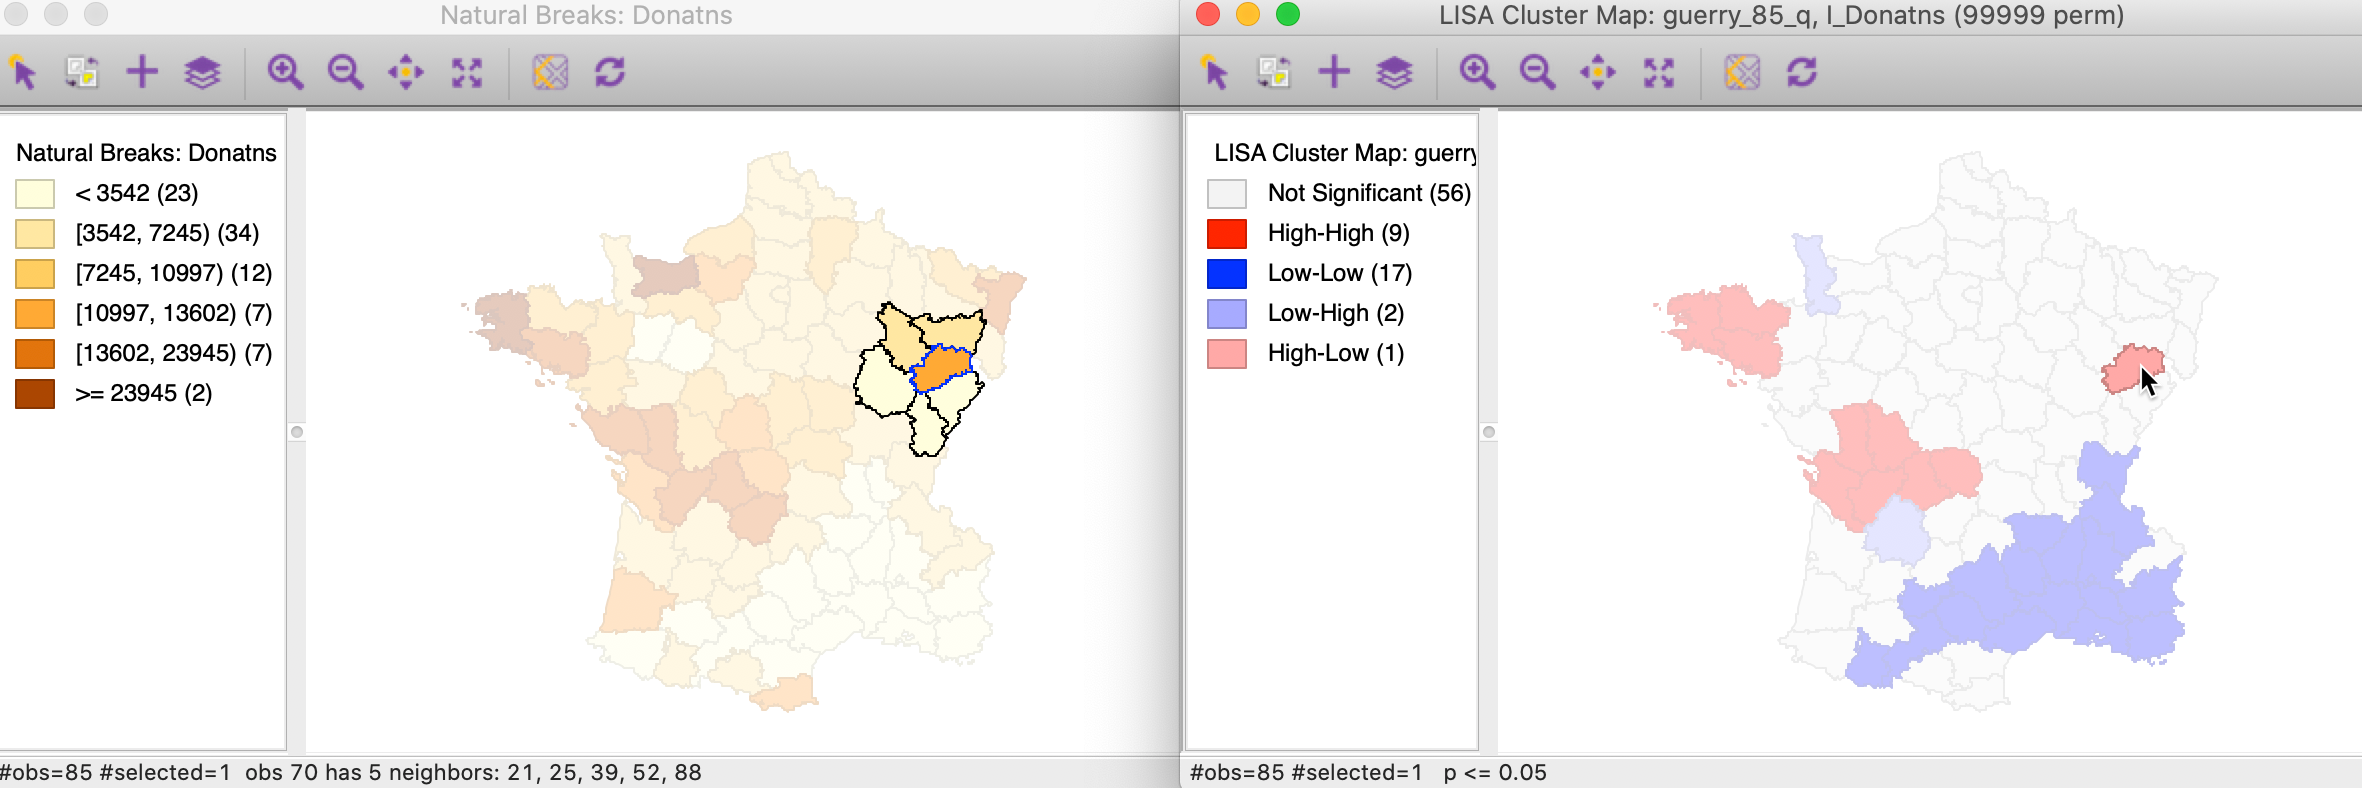 Natural Breaks: Donatns
LISA Cluster Map: guerry_85_q, I_Donatns (99999 perm)
Natural Breaks: Donatns
< 3542 (23)
[3542, 7245) (34)
[7245, 10997) (12)
[10997, 13602) (7)
[13602, 23945) (7)
>= 23945 (2)
LISA Cluster Map: guerry
Not Significant (56)
High-High (9)
Low-Low (17)
Low-High (2)
High-Low (1)
#obs=85 #selected=1 obs 70 has 5 neighbors: 21, 25, 39, 52, 88
#obs=85 #selected=1 p <= 0.05